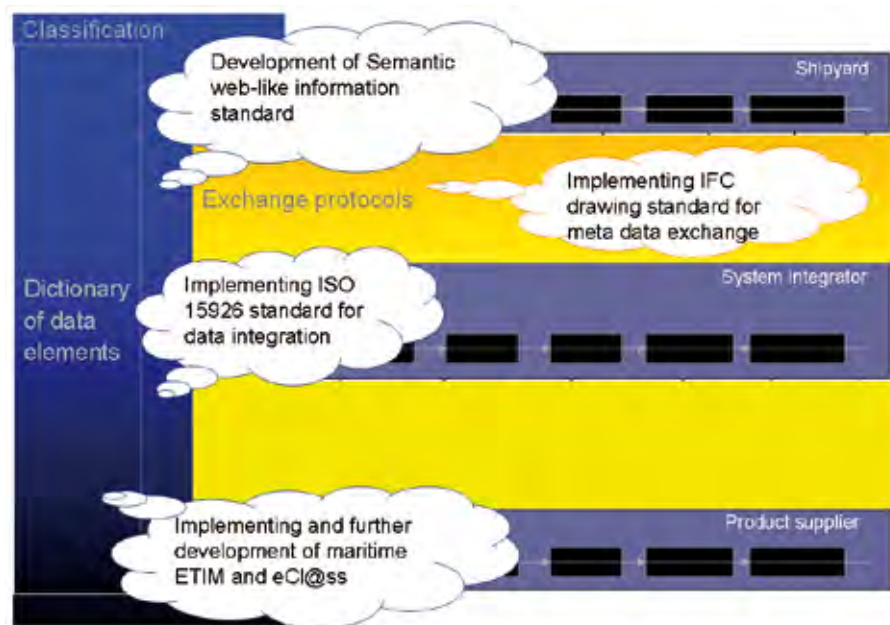 Classification
Development of Semantic
web-like information
standard
Shipyard
Exchange protocols
Implementing IFC
drawing standard for
meta data exchange
System Integrator
Dictionary
of data
elements
Implementing ISO
15926 standard for
data integration
Product supplier
Implementing and further
development of maritime
ETIM and eCl@ss